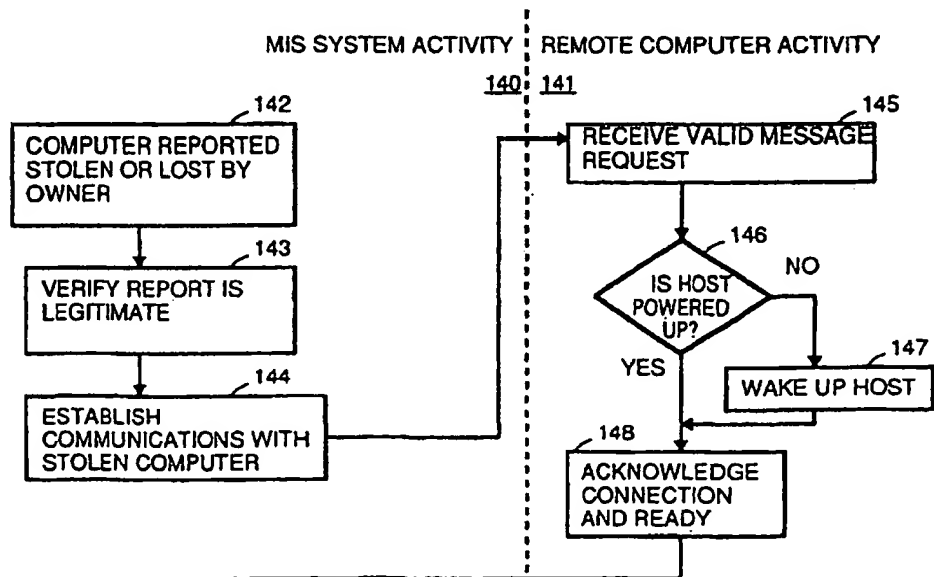 MIS SYSTEM ACTIVITY
REMOTE COMPUTER ACTIVITY
140
141
142
COMPUTER REPORTED
STOLEN OR LOST BY
OWNER
143
VERIFY REPORT IS
LEGITIMATE
144
ESTABLISH
COMMUNICATIONS WITH
STOLEN COMPUTER
145
RECEIVE VALID MESSAGE
REQUEST
146
IS HOST
POWERED
UP?
NO
YES
147
WAKE UP HOST
148
ACKNOWLEDGE
CONNECTION
AND READY